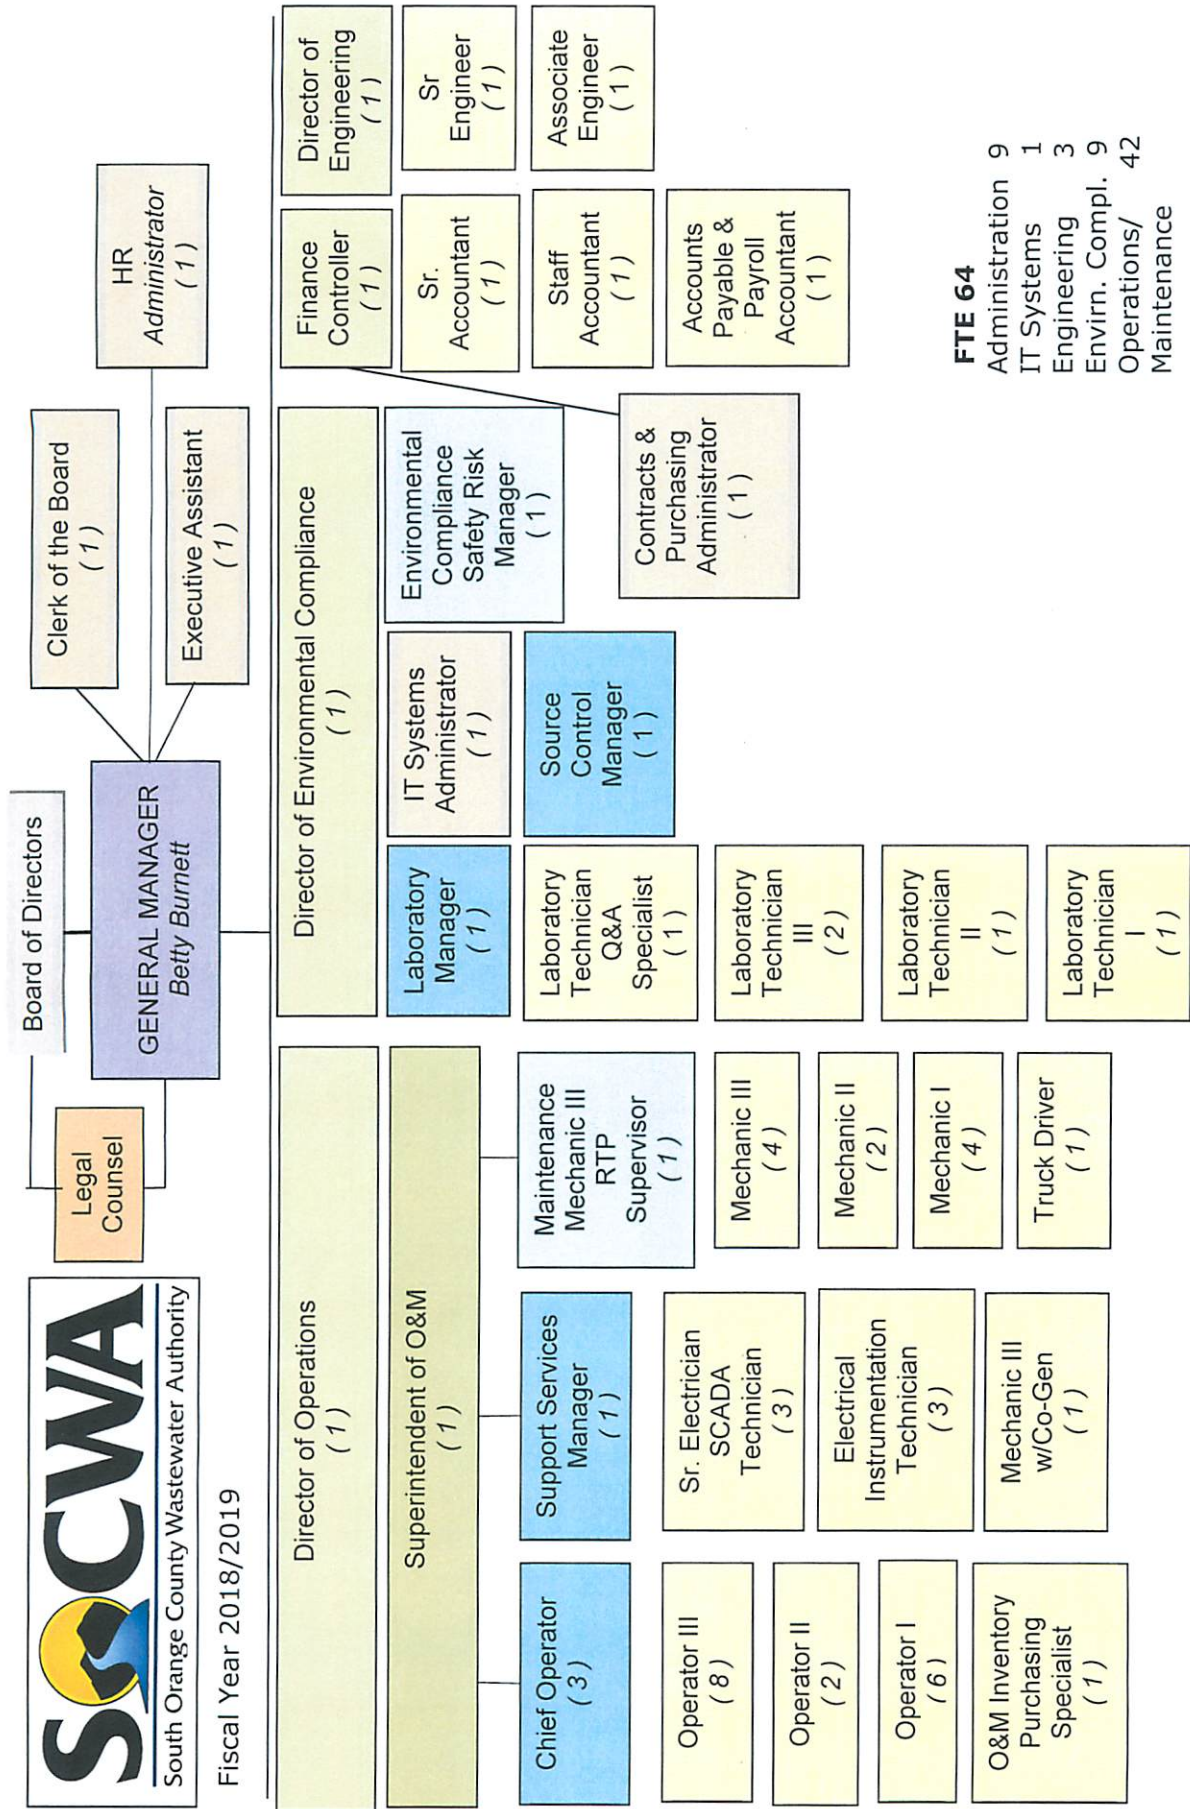 SOCWA
South Orange County Wastewater Authority
Fiscal Year 2018/2019
Board of Directors
Legal
Counsel
GENERAL MANAGER
Betty Burnett
Clerk of the Board
( 1 )
Executive Assistant
( 1 )
HR
Administrator
( 1 )
Director of Operations
( 1 )
Superintendent of O&M
( 1 )
Chief Operator
( 3 )
Operator III
( 8 )
Operator II
( 2 )
Operator I
( 6 )
O&M Inventory
Purchasing
Specialist
( 1 )
Support Services
Manager
( 1 )
Sr. Electrician
SCADA
Technician
( 3 )
Electrical
Instrumentation
Technician
( 3 )
Mechanic III
w/Co-Gen
( 1 )
Maintenance
Mechanic III
RTP
Supervisor
( 1 )
Mechanic III
( 4 )
Mechanic II
( 2 )
Mechanic I
( 4 )
Truck Driver
( 1 )
Director of Environmental Compliance
( 1 )
Laboratory
Manager
( 1 )
Laboratory
Technician
Q&A
Specialist
( 1 )
Laboratory
Technician
III
( 2 )
Laboratory
Technician
II
( 1 )
Laboratory
Technician
I
( 1 )
IT Systems
Administrator
( 1 )
Source
Control
Manager
( 1 )
Environmental
Compliance
Safety Risk
Manager
( 1 )
Contracts &
Purchasing
Administrator
( 1 )
Finance
Controller
( 1 )
Sr.
Accountant
( 1 )
Staff
Accountant
( 1 )
Accounts
Payable &
Payroll
Accountant
( 1 )
Director of
Engineering
( 1 )
Sr
Engineer
( 1 )
Associate
Engineer
( 1 )
FTE 64
Administration 9
IT Systems 1
Engineering 3
Envirn. Compl. 9
Operations/ 42
Maintenance